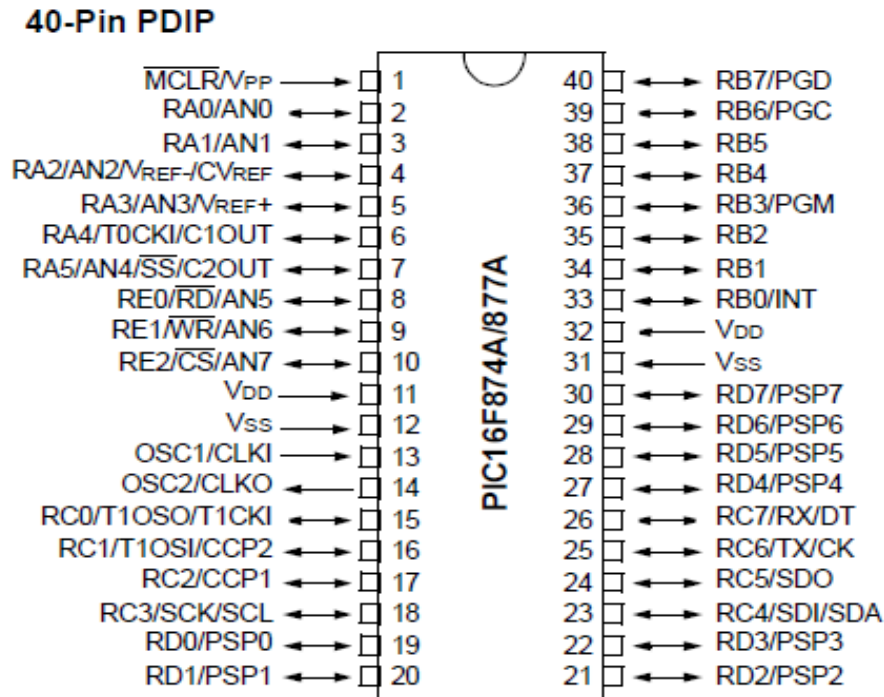 40-Pin PDIP
MCLR/VPP 1 40 RB7/PGD
RA0/AN0 2 39 RB6/PGC
RA1/AN1 3 38 RB5
RA2/AN2/VREF-/CVREF 4 37 RB4
RA3/AN3/VREF+ 5 36 RB3/PGM
RA4/T0CKI/C1OUT 6 35 RB2
RA5/AN4/SS/C2OUT 7 34 RB1
RE0/RD/AN5 8 33 RB0/INT
RE1/WR/AN6 9 32 VDD
RE2/CS/AN7 10 31 VSS
VDD 11 30 RD7/PSP7
VSS 12 29 RD6/PSP6
OSC1/CLKI 13 28 RD5/PSP5
OSC2/CLKO 14 27 RD4/PSP4
RC0/T1OSO/T1CKI 15 26 RC7/RX/DT
RC1/T1OSI/CCP2 16 25 RC6/TX/CK
RC2/CCP1 17 24 RC5/SDO
RC3/SCK/SCL 18 23 RC4/SDI/SDA
RD0/PSP0 19 22 RD3/PSP3
RD1/PSP1 20 21 RD2/PSP2
PIC16F874A/877A